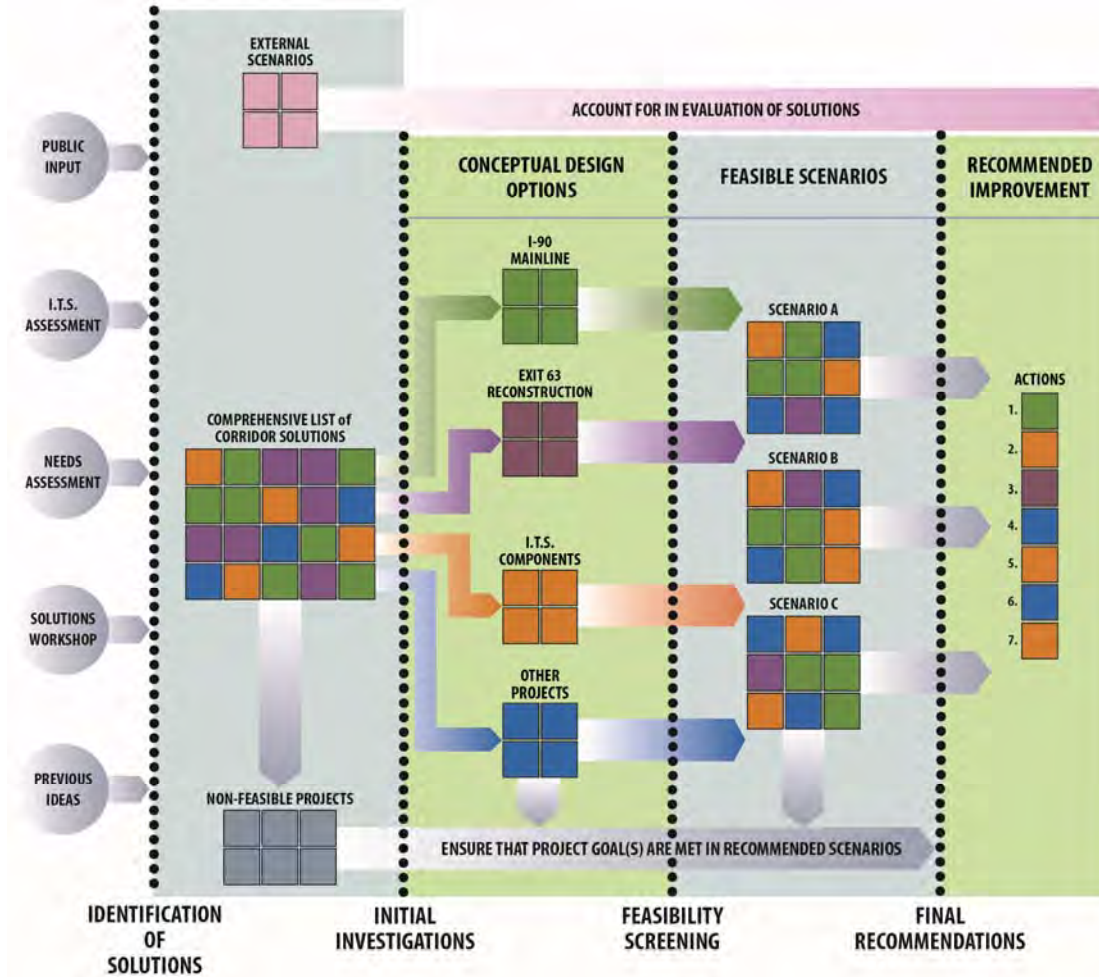 EXTERNAL
SCENARIOS
ACCOUNT FOR IN EVALUATION OF SOLUTIONS
PUBLIC
INPUT
CONCEPTUAL DESIGN
OPTIONS
FEASIBLE SCENARIOS
RECOMMENDED
IMPROVEMENT
I-90
MAINLINE
I.T.S.
ASSESSMENT
SCENARIO A
EXIT 63
RECONSTRUCTION
ACTIONS
1.
2.
3.
4.
5.
6.
7.
COMPREHENSIVE LIST of
CORRIDOR SOLUTIONS
NEEDS
ASSESSMENT
SCENARIO B
I.T.S.
COMPONENTS
SCENARIO C
SOLUTIONS
WORKSHOP
OTHER
PROJECTS
PREVIOUS
IDEAS
NON-FEASIBLE PROJECTS
ENSURE THAT PROJECT GOAL(S) ARE MET IN RECOMMENDED SCENARIOS
IDENTIFICATION
OF
SOLUTIONS
INITIAL
INVESTIGATIONS
FEASIBILITY
SCREENING
FINAL
RECOMMENDATIONS